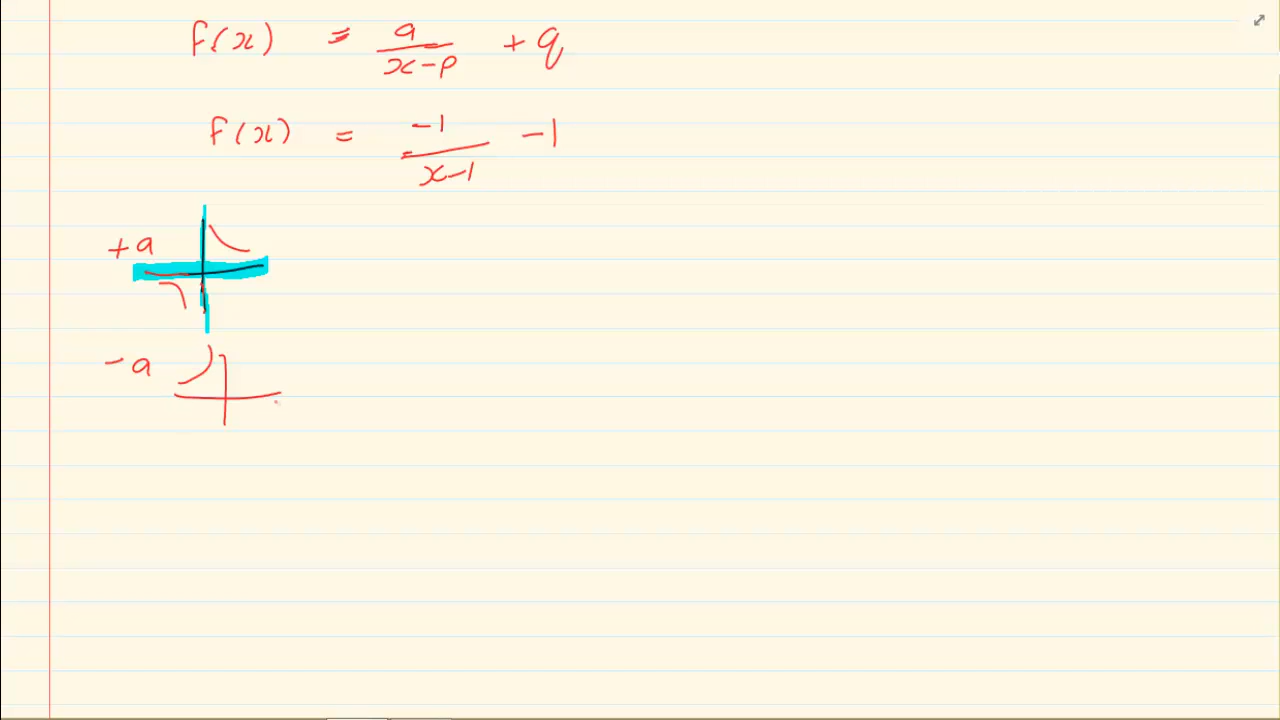 f(x) = a/(x-p) + q
f(x) = -1/(x-1) -1
+a
-a